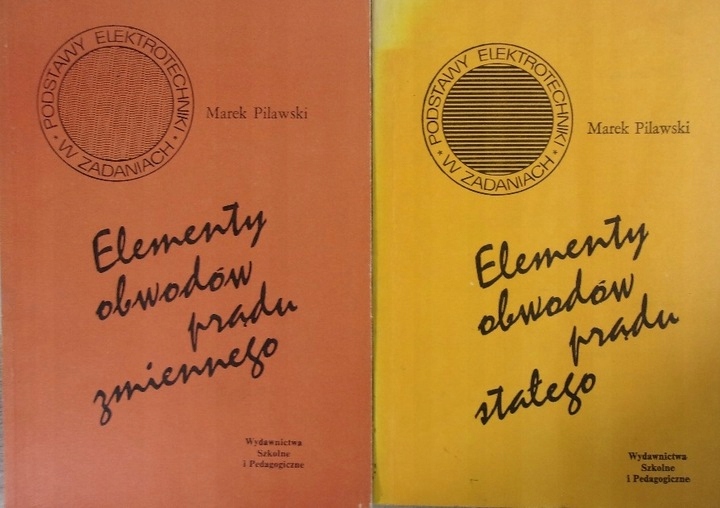 PODSTAWY ELEKTROTECHNIKI
* W ZADANIACH *
Marek Pilawski
Elementy
obwodów
prądu
zmiennego
Wydawnictwa
Szkolne
i Pedagogiczne
PODSTAWY ELEKTROTECHNIKI
* W ZADANIACH *
Marek Pilawski
Elementy
obwodów
prądu
stałego
Wydawnictwa
Szkolne
i Pedagogiczne